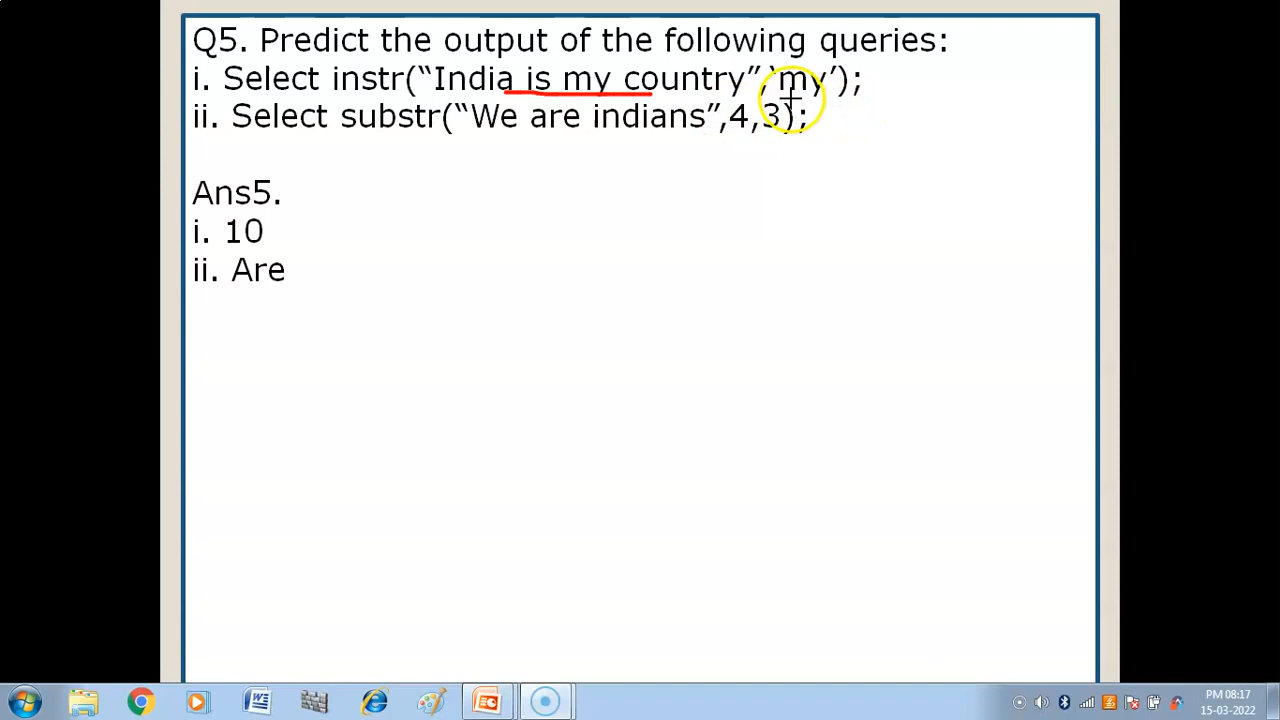 Q5. Predict the output of the following queries:
i. Select instr(“India is my country”,‘my’);
ii. Select substr(“We are indians”,4,3);
Ans5.
i. 10
ii. Are
PM 08:17
15-03-2022